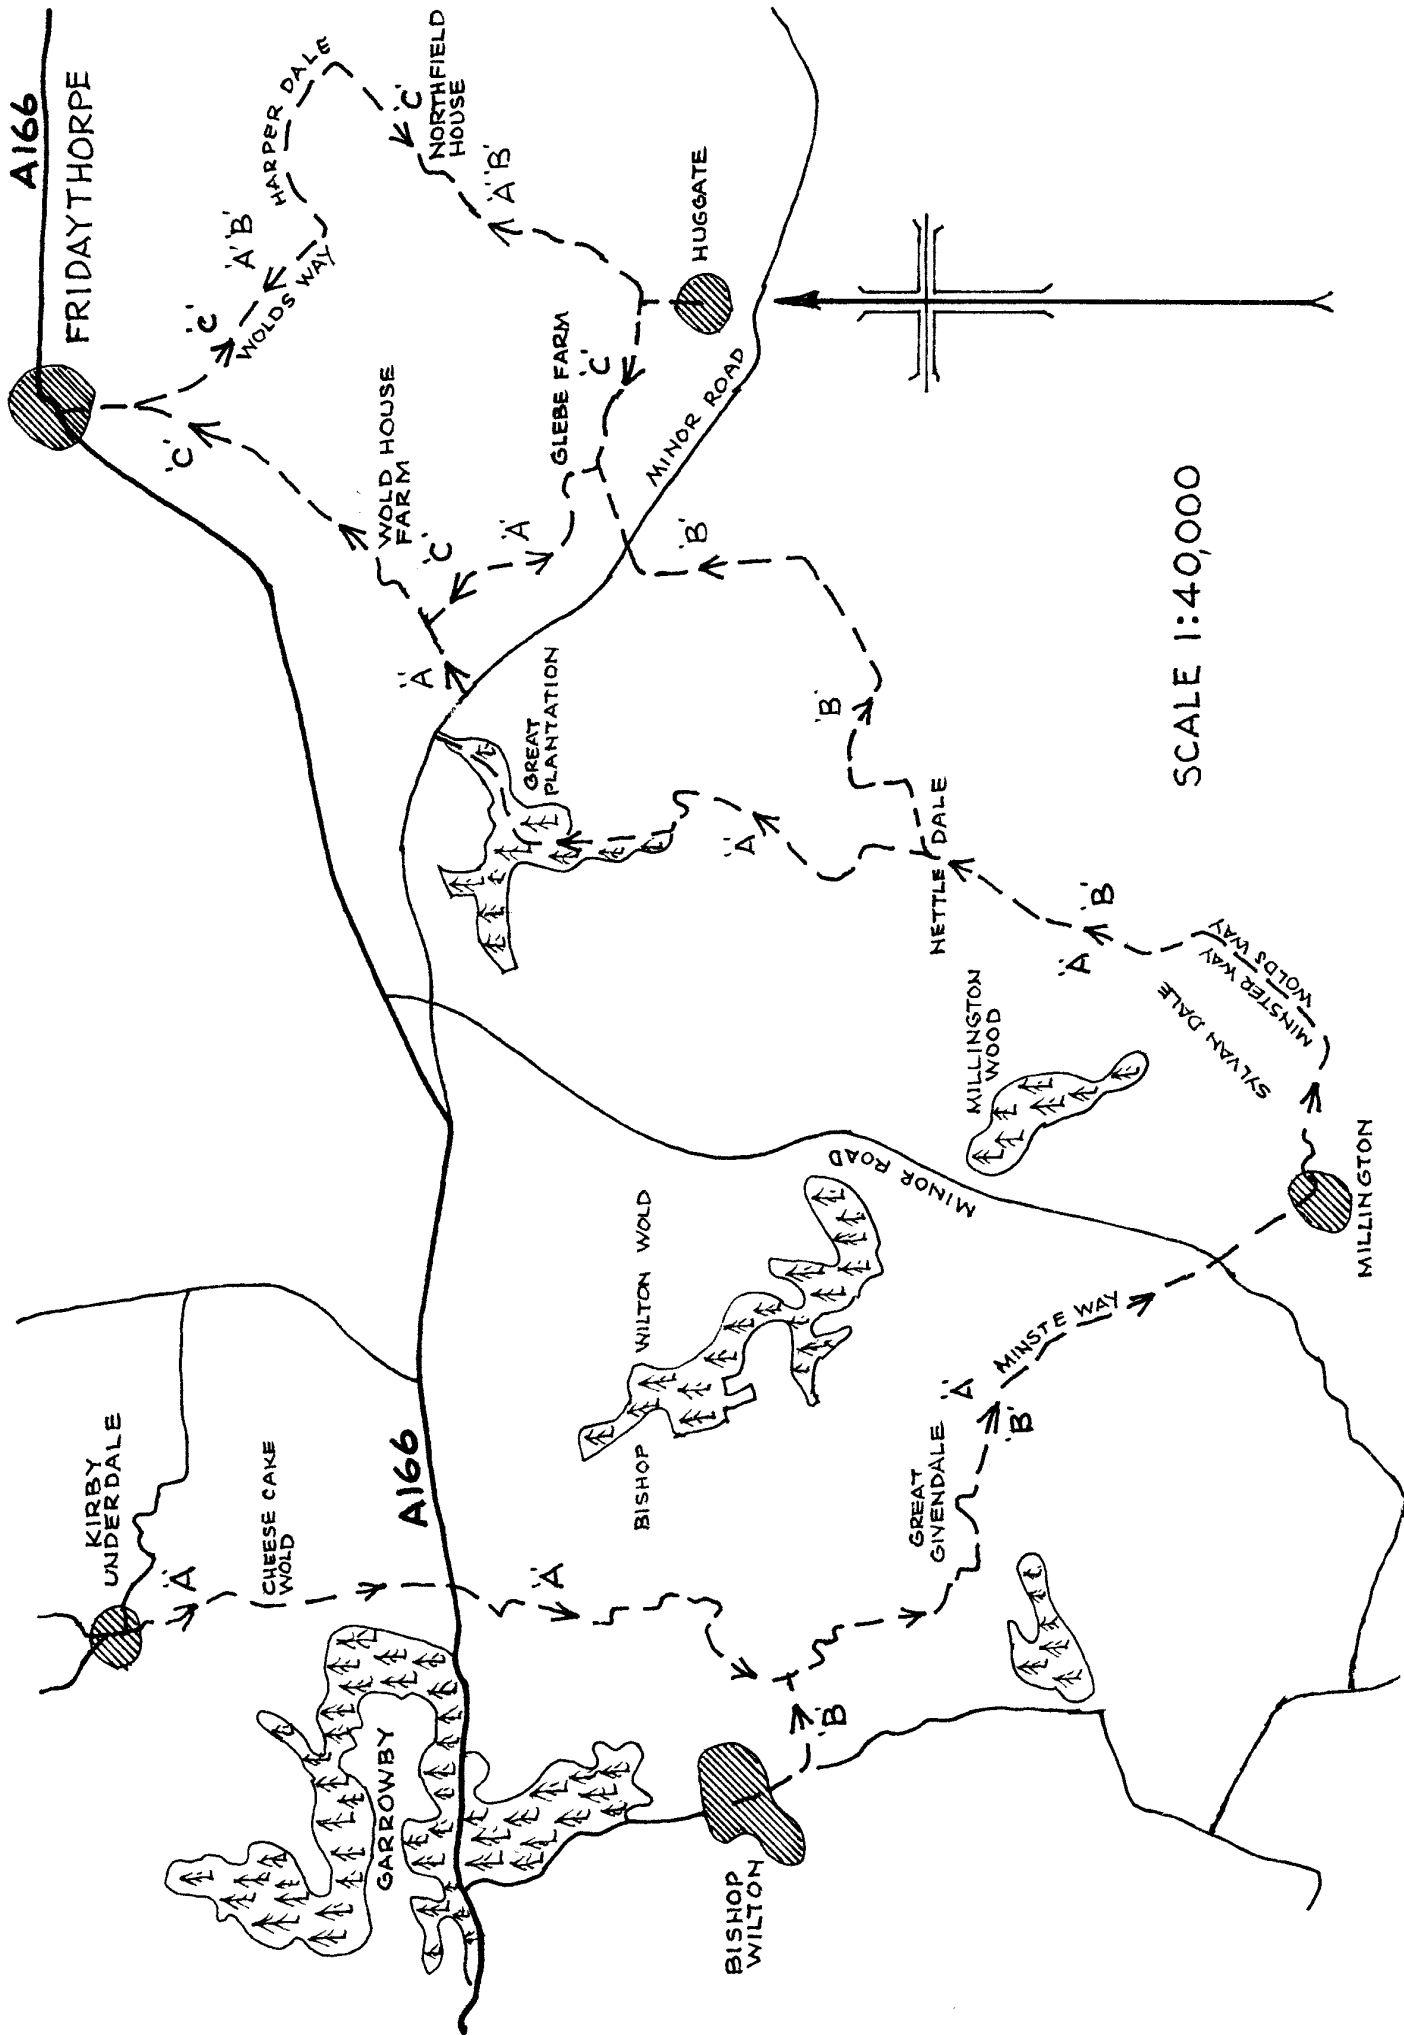 A166
FRIDAYTHORPE
HARPER DALE
'C'
NORTHFIELD
HOUSE
'A' 'B'
'A' 'B'
WOLDS WAY
'C'
'C'
HUGGATE
'C'
GLEBE FARM
MINOR ROAD
WOLD HOUSE
FARM
'C'
'A'
'A'
'B'
'B'
GREAT
PLANTATION
'A'
NETTLE DALE
'B'
'A'
WOLDS WAY
MINSTER WAY
SYLVAN DALE
SCALE 1:40,000
MILLINGTON
WOOD
MINOR ROAD
MILLINGTON
BISHOP WILTON WOLD
MINSTE WAY
'A'
'B'
GREAT
GIVENDALE
KIRBY
UNDERDALE
'A'
CHEESE CAKE
WOLD
A166
'A'
GARROWBY
'B'
BISHOP
WILTON